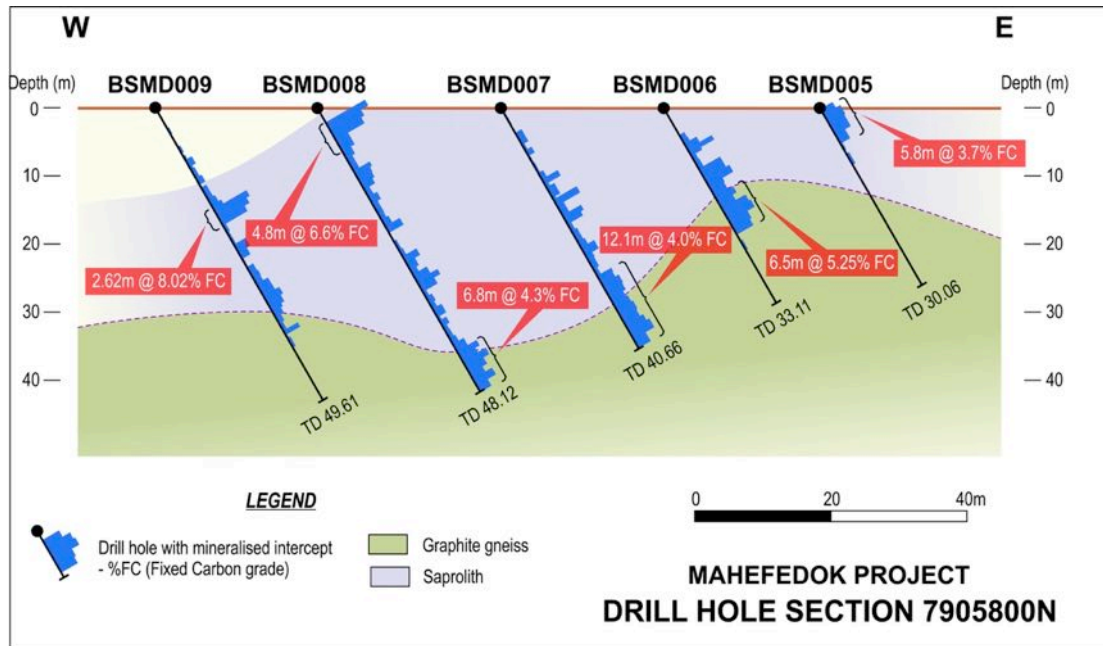 W
E
Depth (m)
BSMD009
BSMD008
BSMD007
BSMD006
BSMD005
Depth (m)
0
10
20
30
40
0
10
20
30
40
5.8m @ 3.7% FC
4.8m @ 6.6% FC
12.1m @ 4.0% FC
6.5m @ 5.25% FC
2.62m @ 8.02% FC
6.8m @ 4.3% FC
TD 49.61
TD 48.12
TD 40.66
TD 33.11
TD 30.06
LEGEND
Drill hole with mineralised intercept
- %FC (Fixed Carbon grade)
Graphite gneiss
Saprolith
0
20
40m
MAHEFEDOK PROJECT
DRILL HOLE SECTION 7905800N